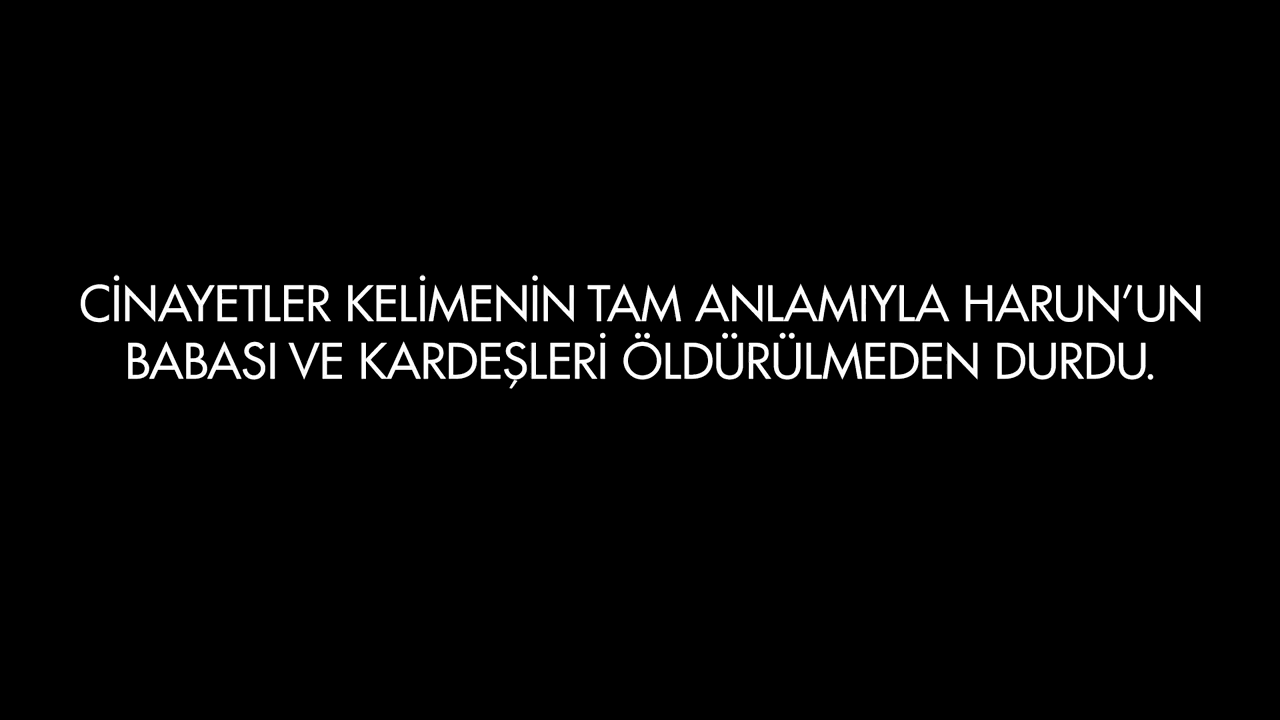 CİNAYETLER KELİMENİN TAM ANLAMIYLA HARUN’UN
BABASI VE KARDEŞLERİ ÖLDÜRÜLMEDEN DURDU.